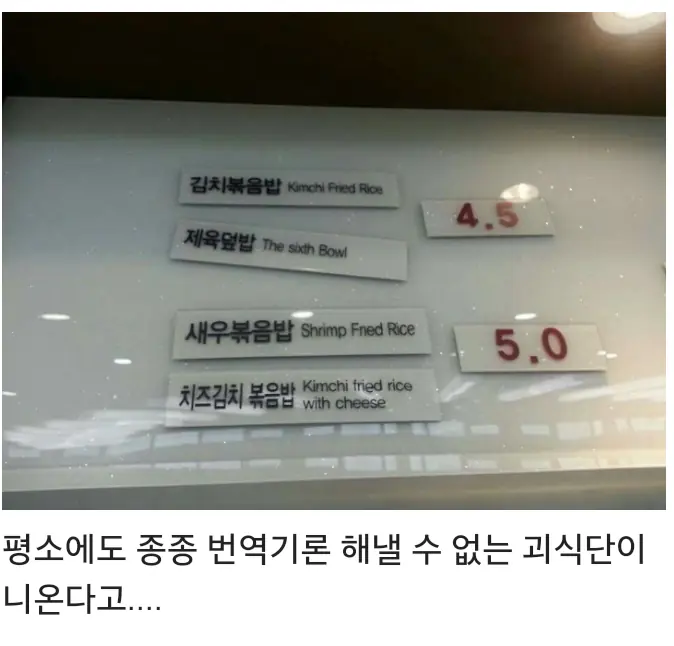 김치볶음밥 Kimchi Fried Rice
4.5
제육덮밥 The sixth Bowl
새우볶음밥 Shrimp Fried Rice
5.0
치즈김치 볶음밥 Kimchi fried rice
with cheese
평소에도 종종 번역기론 해낼 수 없는 괴식단이
니온다고....